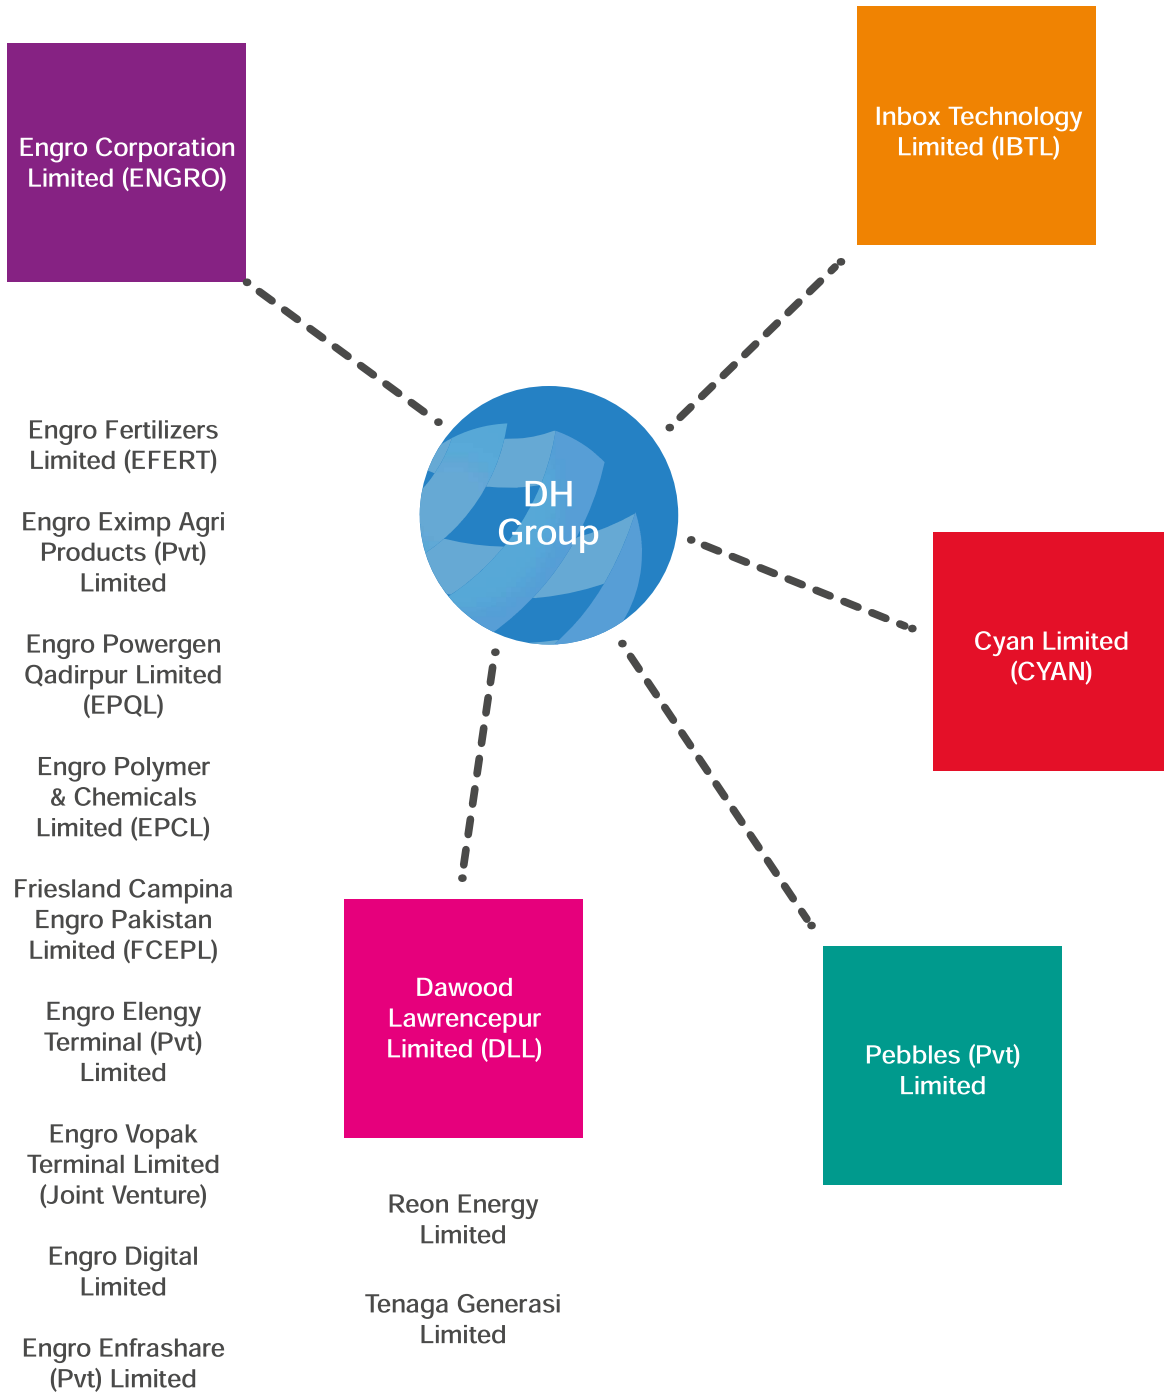 Engro Corporation
Limited (ENGRO)
Inbox Technology
Limited (IBTL)
DH
Group
Engro Fertilizers
Limited (EFERT)
Engro Eximp Agri
Products (Pvt)
Limited
Engro Powergen
Qadirpur Limited
(EPQL)
Engro Polymer
& Chemicals
Limited (EPCL)
Friesland Campina
Engro Pakistan
Limited (FCEPL)
Engro Elengy
Terminal (Pvt)
Limited
Engro Vopak
Terminal Limited
(Joint Venture)
Engro Digital
Limited
Engro Enfrashare
(Pvt) Limited
Cyan Limited
(CYAN)
Dawood
Lawrencepur
Limited (DLL)
Reon Energy
Limited
Tenaga Generasi
Limited
Pebbles (Pvt)
Limited